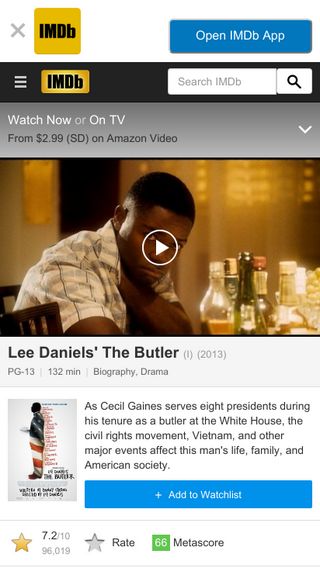 IMDb
Open IMDb App
IMDb
Search IMDb
Watch Now or On TV
From $2.99 (SD) on Amazon Video
Lee Daniels' The Butler (I) (2013)
PG-13 | 132 min | Biography, Drama
As Cecil Gaines serves eight presidents during
his tenure as a butler at the White House, the
civil rights movement, Vietnam, and other
major events affect this man's life, family, and
American society.
THE BUTLER
+ Add to Watchlist
7.2/10
96,019
Rate
66 Metascore